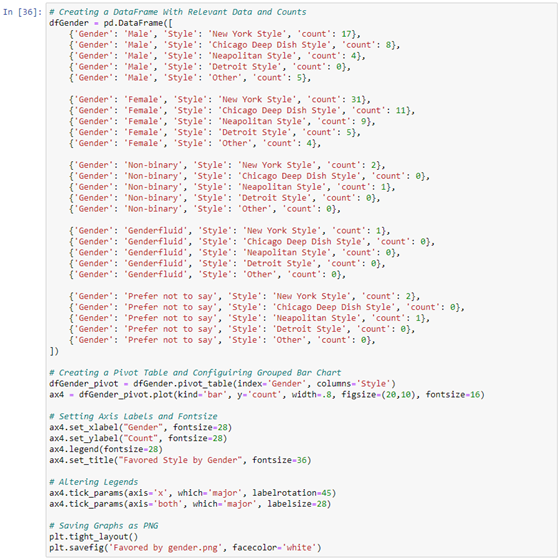 In [36]: # Creating a DataFrame With Relevant Data and Counts
dfGender = pd.DataFrame([
{'Gender': 'Male', 'Style': 'New York Style', 'count': 17},
{'Gender': 'Male', 'Style': 'Chicago Deep Dish Style', 'count': 8},
{'Gender': 'Male', 'Style': 'Neapolitan Style', 'count': 4},
{'Gender': 'Male', 'Style': 'Detroit Style', 'count': 0},
{'Gender': 'Male', 'Style': 'Other', 'count': 5},
{'Gender': 'Female', 'Style': 'New York Style', 'count': 31},
{'Gender': 'Female', 'Style': 'Chicago Deep Dish Style', 'count': 11},
{'Gender': 'Female', 'Style': 'Neapolitan Style', 'count': 9},
{'Gender': 'Female', 'Style': 'Detroit Style', 'count': 5},
{'Gender': 'Female', 'Style': 'Other', 'count': 4},
{'Gender': 'Non-binary', 'Style': 'New York Style', 'count': 2},
{'Gender': 'Non-binary', 'Style': 'Chicago Deep Dish Style', 'count': 0},
{'Gender': 'Non-binary', 'Style': 'Neapolitan Style', 'count': 1},
{'Gender': 'Non-binary', 'Style': 'Detroit Style', 'count': 0},
{'Gender': 'Non-binary', 'Style': 'Other', 'count': 0},
{'Gender': 'Genderfluid', 'Style': 'New York Style', 'count': 1},
{'Gender': 'Genderfluid', 'Style': 'Chicago Deep Dish Style', 'count': 0},
{'Gender': 'Genderfluid', 'Style': 'Neapolitan Style', 'count': 0},
{'Gender': 'Genderfluid', 'Style': 'Detroit Style', 'count': 0},
{'Gender': 'Genderfluid', 'Style': 'Other', 'count': 0},
{'Gender': 'Prefer not to say', 'Style': 'New York Style', 'count': 2},
{'Gender': 'Prefer not to say', 'Style': 'Chicago Deep Dish Style', 'count': 0},
{'Gender': 'Prefer not to say', 'Style': 'Neapolitan Style', 'count': 1},
{'Gender': 'Prefer not to say', 'Style': 'Detroit Style', 'count': 0},
{'Gender': 'Prefer not to say', 'Style': 'Other', 'count': 0},
])
# Creating a Pivot Table and Configuiring Grouped Bar Chart
dfGender_pivot = dfGender.pivot_table(index='Gender', columns='Style')
ax4 = dfGender_pivot.plot(kind='bar', y='count', width=.8, figsize=(20,10), fontsize=16)
# Setting Axis Labels and Fontsize
ax4.set_xlabel("Gender", fontsize=28)
ax4.set_ylabel("Count", fontsize=28)
ax4.legend(fontsize=28)
ax4.set_title("Favored Style by Gender", fontsize=36)
# Altering Legends
ax4.tick_params(axis='x', which='major', labelrotation=45)
ax4.tick_params(axis='both', which='major', labelsize=28)
# Saving Graphs as PNG
plt.tight_layout()
plt.savefig('Favored by gender.png', facecolor='white')